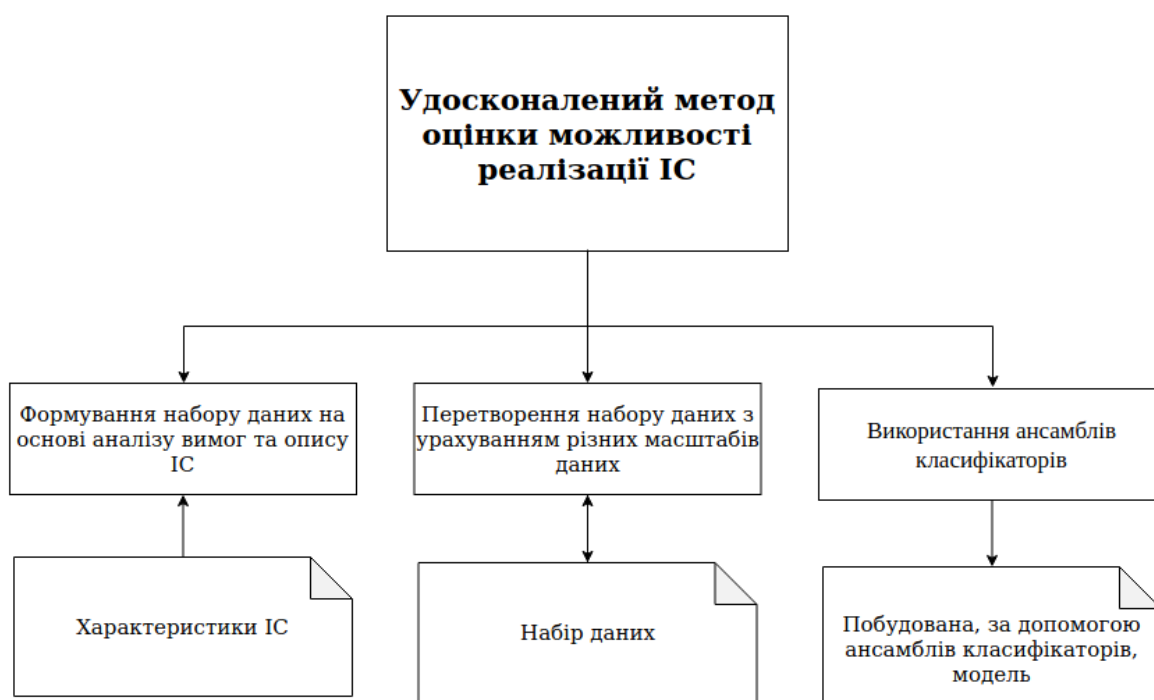 Удосконалений метод
оцінки можливості
реалізації ІС
Формування набору даних на
основі аналізу вимог та опису
ІС
Перетворення набору даних з
урахуванням різних масштабів
даних
Використання ансамблів
класифікаторів
Характеристики ІС
Набір даних
Побудована, за допомогою
ансамблів класифікаторів,
модель